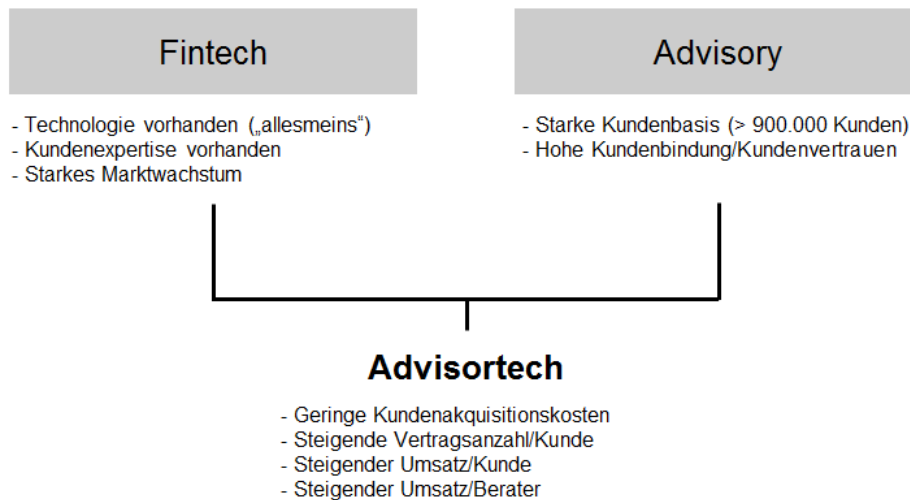 Fintech
Advisory
- Technologie vorhanden („allesmeins“)
- Kundenexpertise vorhanden
- Starkes Marktwachstum
- Starke Kundenbasis (> 900.000 Kunden)
- Hohe Kundenbindung/Kundenvertrauen
Advisortech
- Geringe Kundenakquisitionskosten
- Steigende Vertragsanzahl/Kunde
- Steigender Umsatz/Kunde
- Steigender Umsatz/Berater